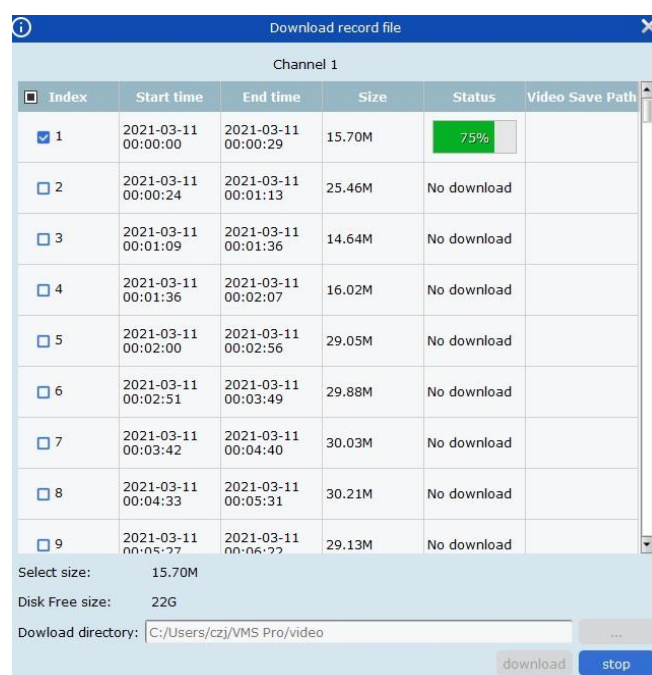 Download record file
Channel 1
Index Start time End time Size Status Video Save Path
1 2021-03-11 00:00:00 2021-03-11 00:00:29 15.70M 75%
2 2021-03-11 00:00:24 2021-03-11 00:01:13 25.46M No download
3 2021-03-11 00:01:09 2021-03-11 00:01:36 14.64M No download
4 2021-03-11 00:01:36 2021-03-11 00:02:07 16.02M No download
5 2021-03-11 00:02:00 2021-03-11 00:02:56 29.05M No download
6 2021-03-11 00:02:51 2021-03-11 00:03:49 29.88M No download
7 2021-03-11 00:03:42 2021-03-11 00:04:40 30.03M No download
8 2021-03-11 00:04:33 2021-03-11 00:05:31 30.21M No download
9 2021-03-11 00:05:27 2021-03-11 00:06:22 29.13M No download
Select size: 15.70M
Disk Free size: 22G
Dowload directory: C:/Users/czj/VMS Pro/video ...
download stop